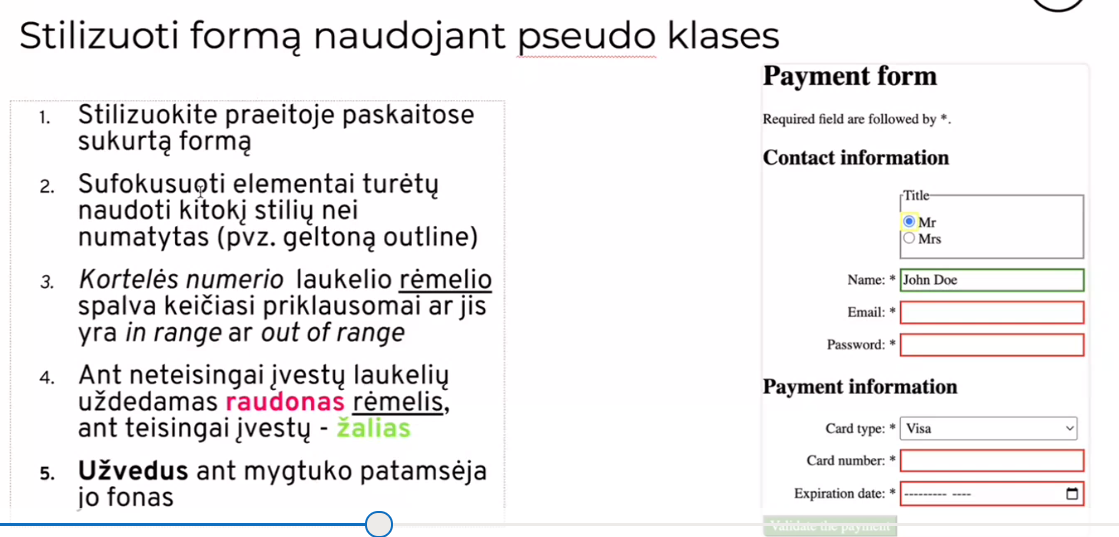 Stilizuoti formą naudojant pseudo klases
1. Stilizuokite praeitoje paskaitose
sukurtą formą
2. Sufokusuoti elementai turėtų
naudoti kitokį stilių nei
numatytas (pvz. geltoną outline)
3. Kortelės numerio laukelio rėmelio
spalva keičiasi priklausomai ar jis
yra in range ar out of range
4. Ant neteisingai įvestų laukelių
uždedamas raudonas rėmelis,
ant teisingai įvestų - žalias
5. Užvedus ant mygtuko patamsėja
jo fonas
Payment form
Required field are followed by *.
Contact information
Title
Mr
Mrs
Name: * John Doe
Email: *
Password: *
Payment information
Card type: * Visa
Card number: *
Expiration date: * --------- ----
Validate the payment